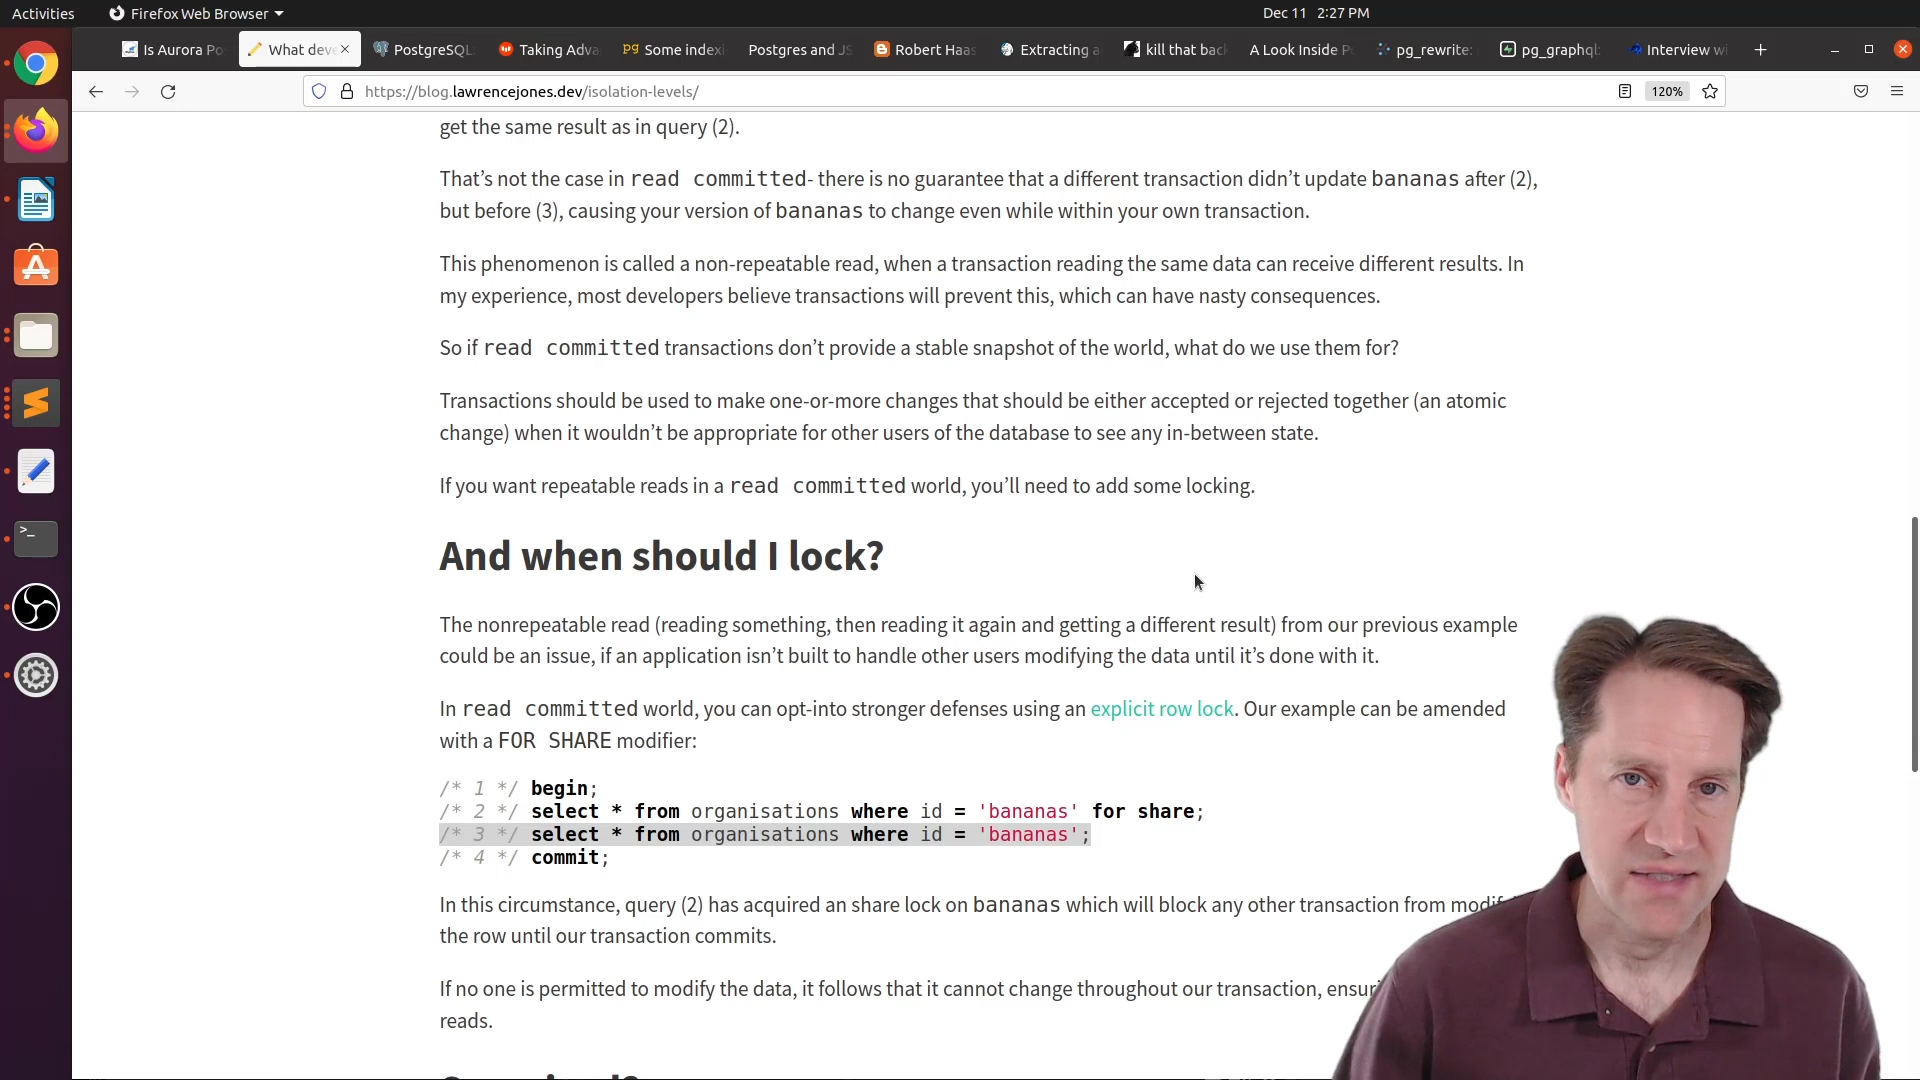 Activities
Firefox Web Browser
Dec 11 2:27 PM
Is Aurora Po
What deve
PostgreSQL
Taking Adva
Some indexi
Postgres and JS
Robert Haas
Extracting a
kill that back
A Look Inside P
pg_rewrite:
pg_graphql:
Interview wi
https://blog.lawrencejones.dev/isolation-levels/
120%
get the same result as in query (2).
That’s not the case in read committed- there is no guarantee that a different transaction didn’t update bananas after (2),
but before (3), causing your version of bananas to change even while within your own transaction.
This phenomenon is called a non-repeatable read, when a transaction reading the same data can receive different results. In
my experience, most developers believe transactions will prevent this, which can have nasty consequences.
So if read committed transactions don’t provide a stable snapshot of the world, what do we use them for?
Transactions should be used to make one-or-more changes that should be either accepted or rejected together (an atomic
change) when it wouldn’t be appropriate for other users of the database to see any in-between state.
If you want repeatable reads in a read committed world, you’ll need to add some locking.
And when should I lock?
The nonrepeatable read (reading something, then reading it again and getting a different result) from our previous example
could be an issue, if an application isn’t built to handle other users modifying the data until it’s done with it.
In read committed world, you can opt-into stronger defenses using an explicit row lock. Our example can be amended
with a FOR SHARE modifier:
/* 1 */ begin;
/* 2 */ select * from organisations where id = 'bananas' for share;
/* 3 */ select * from organisations where id = 'bananas';
/* 4 */ commit;
In this circumstance, query (2) has acquired an share lock on bananas which will block any other transaction from modif
the row until our transaction commits.
If no one is permitted to modify the data, it follows that it cannot change throughout our transaction, ensuri
reads.